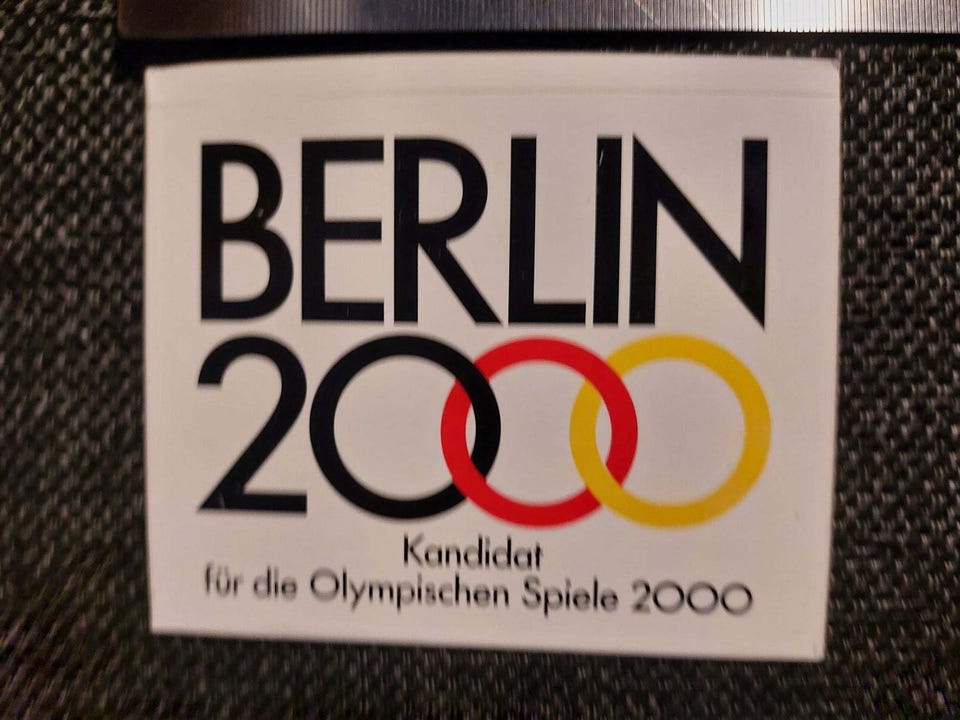 BERLIN
2000
Kandidat
für die Olympischen Spiele 2000